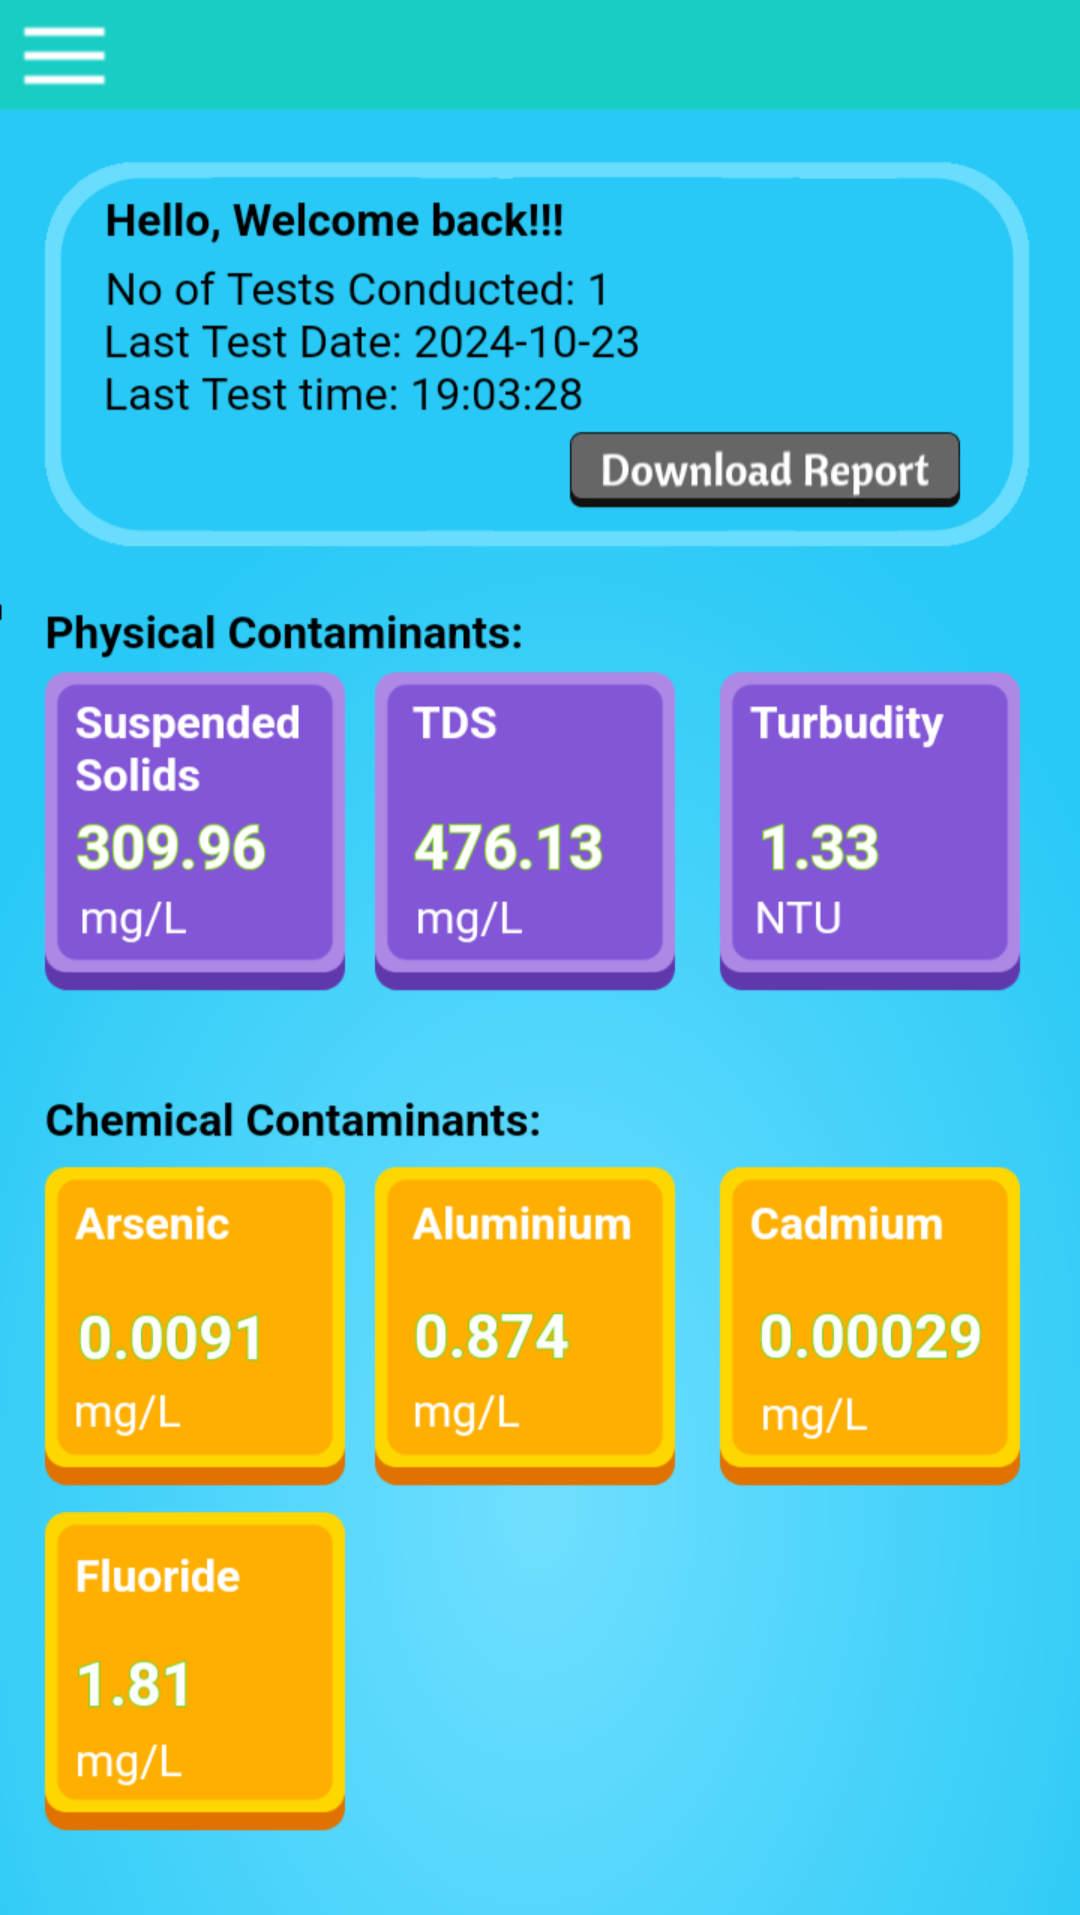 Hello, Welcome back!!!
No of Tests Conducted: 1
Last Test Date: 2024-10-23
Last Test time: 19:03:28
Download Report
Physical Contaminants:
Suspended
Solids
309.96
mg/L
TDS
476.13
mg/L
Turbudity
1.33
NTU
Chemical Contaminants:
Arsenic
0.0091
mg/L
Aluminium
0.874
mg/L
Cadmium
0.00029
mg/L
Fluoride
1.81
mg/L